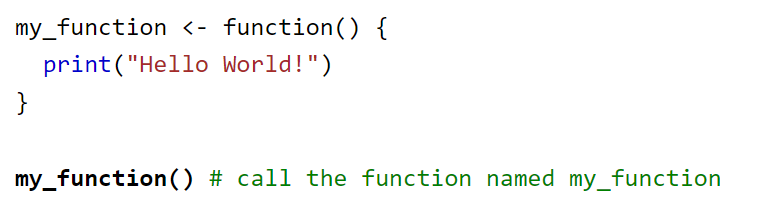 my_function <- function() {
  print("Hello World!")
}

my_function() # call the function named my_function